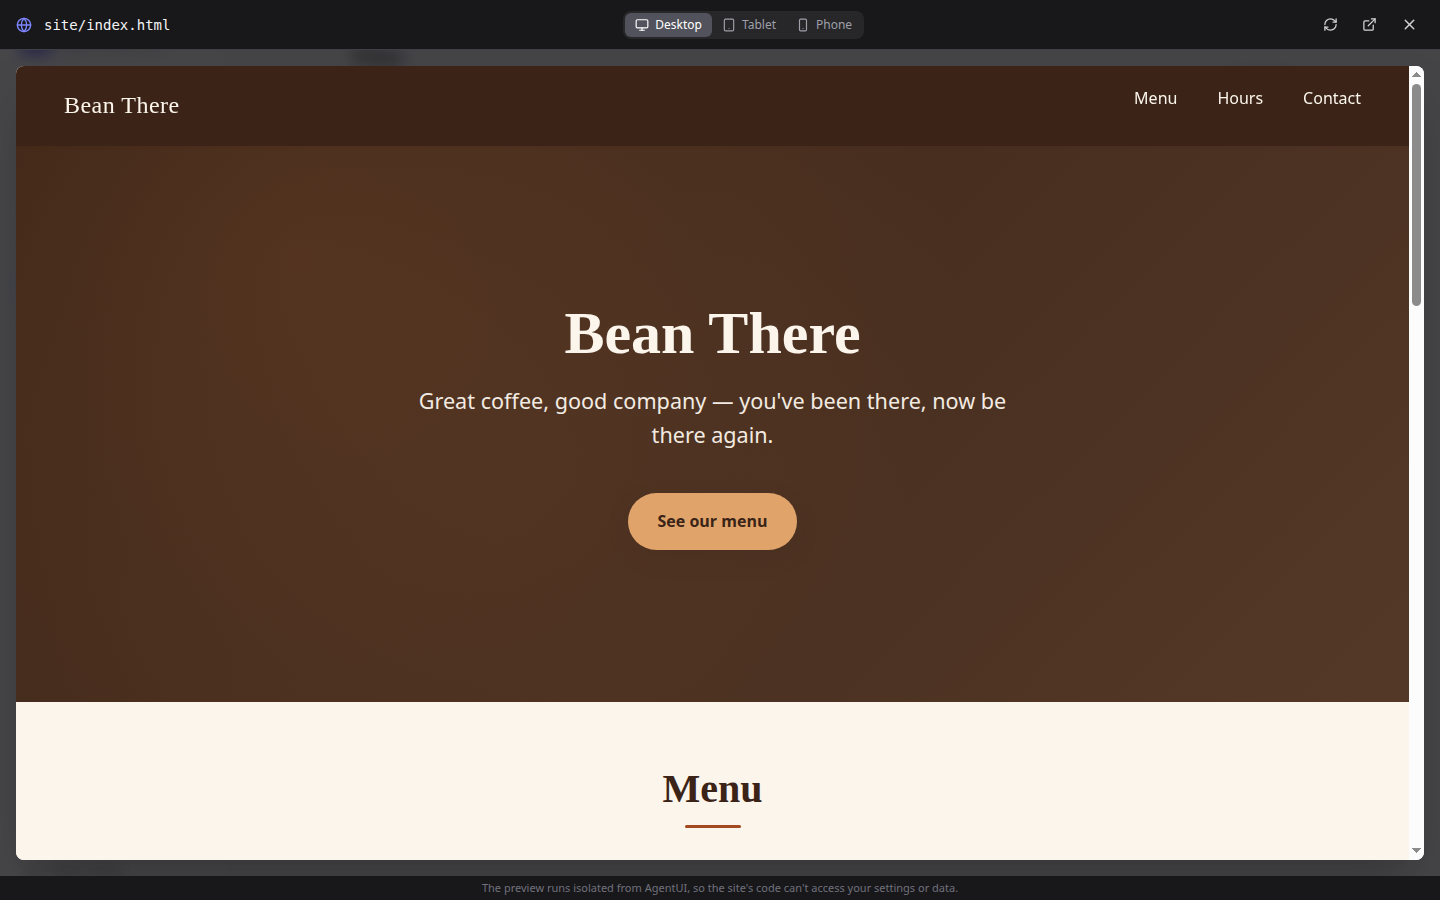 site/index.html
Desktop
Tablet
Phone
Bean There
Menu
Hours
Contact
Bean There
Great coffee, good company — you've been there, now be
there again.
See our menu
Menu
The preview runs isolated from AgentUI, so the site's code can't access your settings or data.